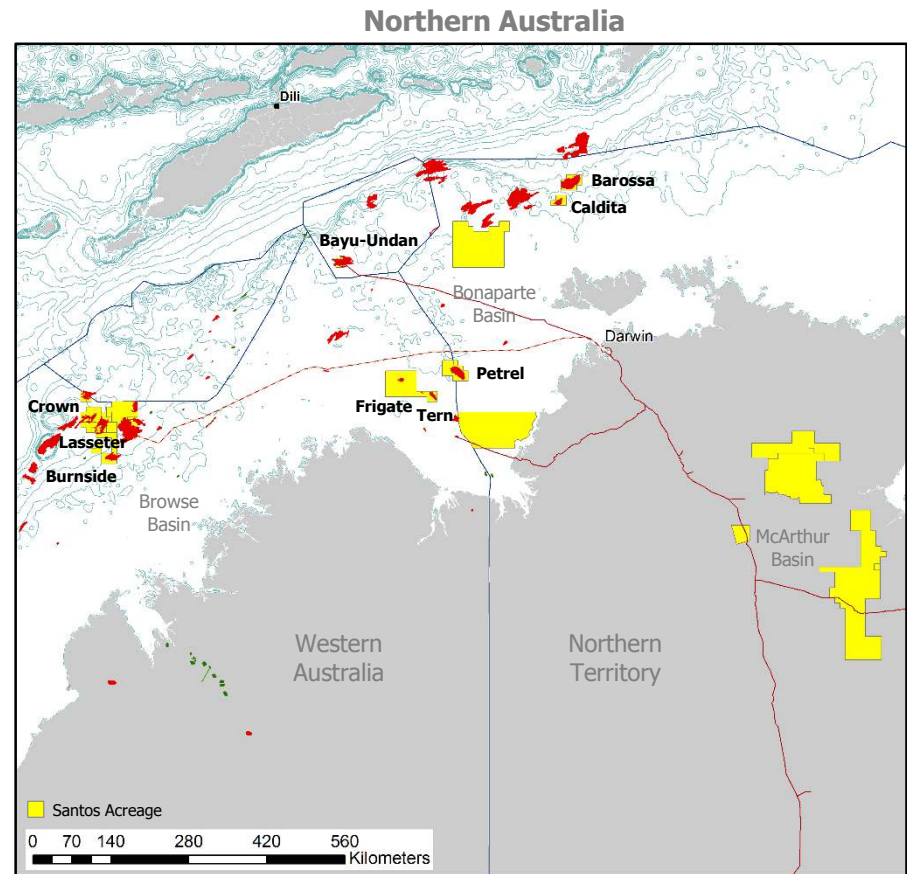 Northern Australia
Dili
Barossa
Caldita
Bayu-Undan
Bonaparte
Basin
Darwin
Petrel
Crown
Frigate
Tern
Lasseter
Burnside
Browse
Basin
McArthur
Basin
Western
Australia
Northern
Territory
Santos Acreage
0 70 140 280 420 560
Kilometers